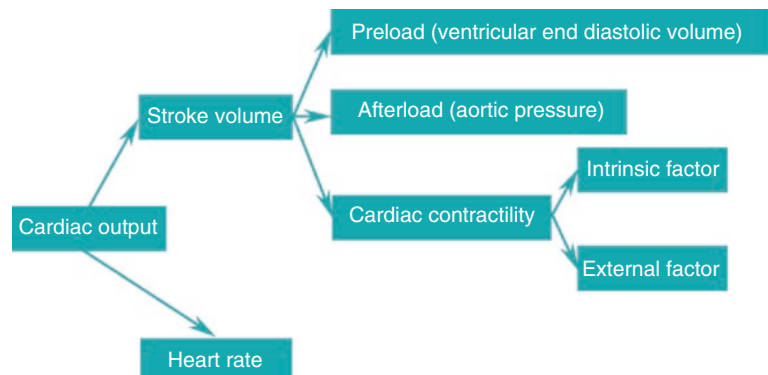 Preload (ventricular end diastolic volume)
Stroke volume
Afterload (aortic pressure)
Intrinsic factor
Cardiac contractility
Cardiac output
External factor
Heart rate